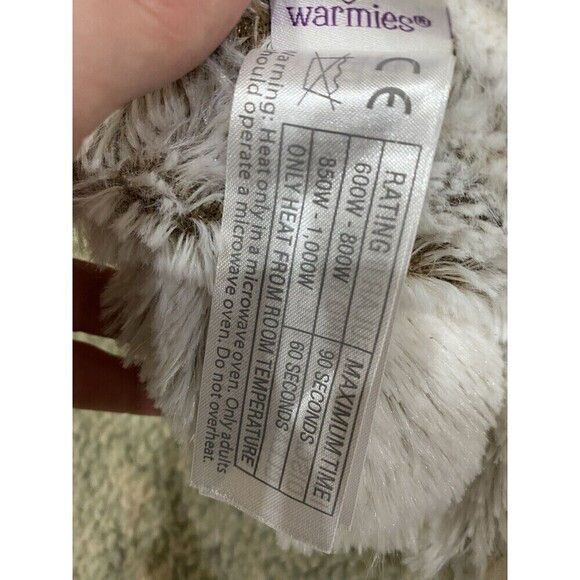 warmies®
CE
RATING MAXIMUM TIME
600W - 800W 90 SECONDS
850W - 1,000W 60 SECONDS
ONLY HEAT FROM ROOM TEMPERATURE
Warning: Heat only in a microwave oven. Only adults
should operate a microwave oven. Do not overheat.